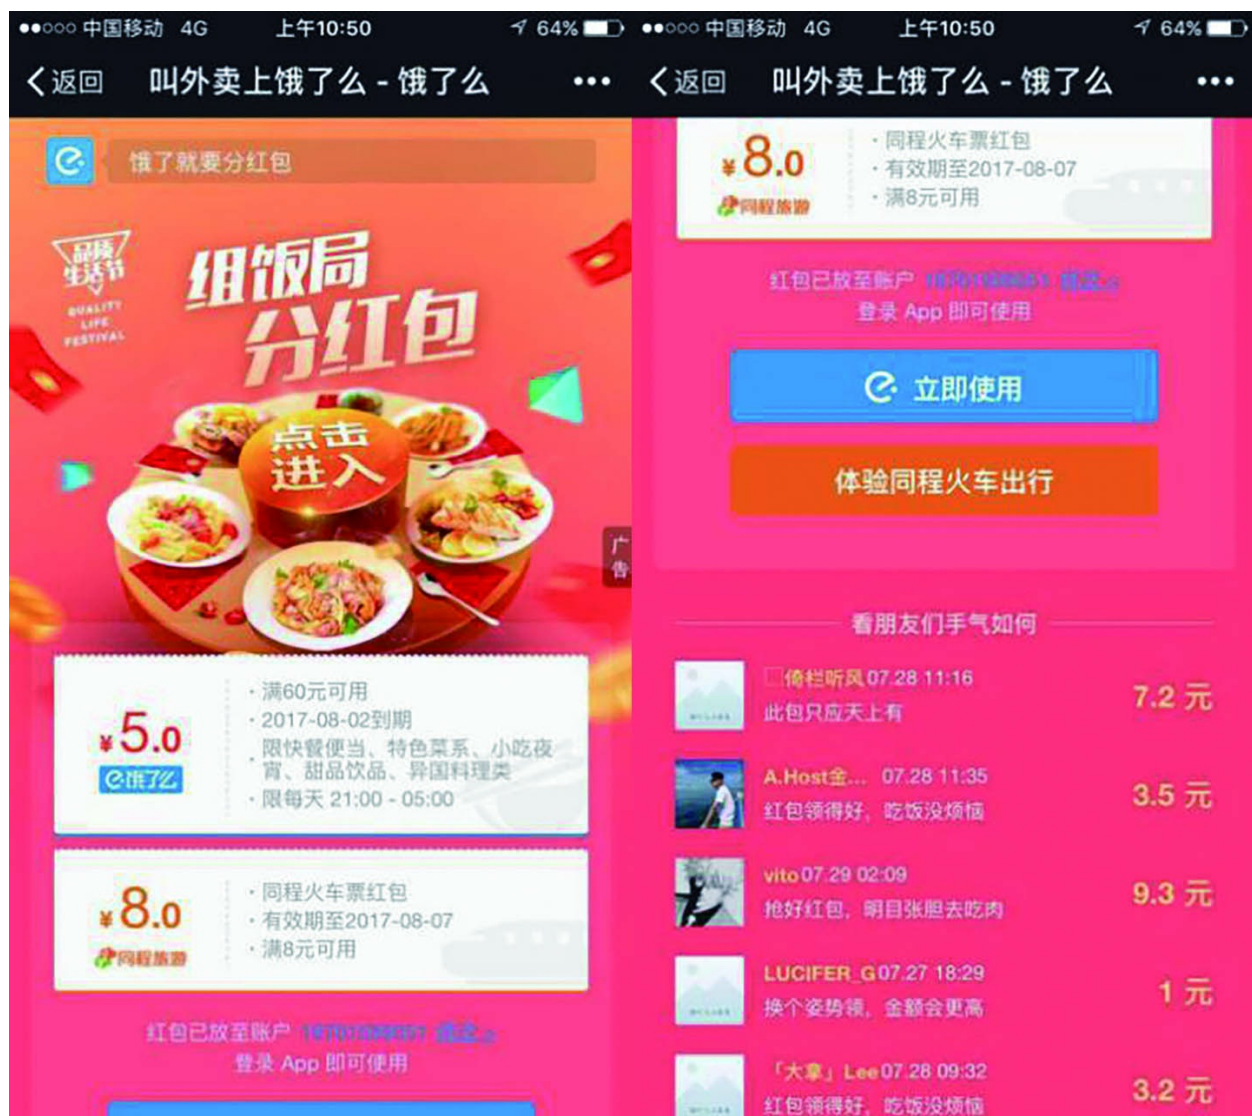 中国移动 4G 上午10:50 64%
返回 叫外卖上饿了么 - 饿了么
饿了就要分红包
品质
生活节
QUALITY
LIFE
FESTIVAL
组饭局
分红包
点击
进入
广告
¥5.0
饿了么
· 满60元可用
· 2017-08-02到期
· 限快餐便当、特色菜系、小吃夜
宵、甜品饮品、异国料理类
· 限每天 21:00 - 05:00
¥8.0
同程旅游
· 同程火车票红包
· 有效期至2017-08-07
· 满8元可用
红包已放至账户
登录 App 即可使用
中国移动 4G 上午10:50 64%
返回 叫外卖上饿了么 - 饿了么
¥8.0
同程旅游
· 同程火车票红包
· 有效期至2017-08-07
· 满8元可用
红包已放至账户
登录 App 即可使用
立即使用
体验同程火车出行
看朋友们手气如何
倚栏听风 07.28 11:16
此包只应天上有
7.2 元
A.Host金... 07.28 11:35
红包领得好，吃饭没烦恼
3.5 元
vito 07.29 02:09
抢好红包，明目张胆去吃肉
9.3 元
LUCIFER_G 07.27 18:29
换个姿势领，金额会更高
1 元
「大拿」Lee 07.28 09:32
红包领得好，吃饭没烦恼
3.2 元